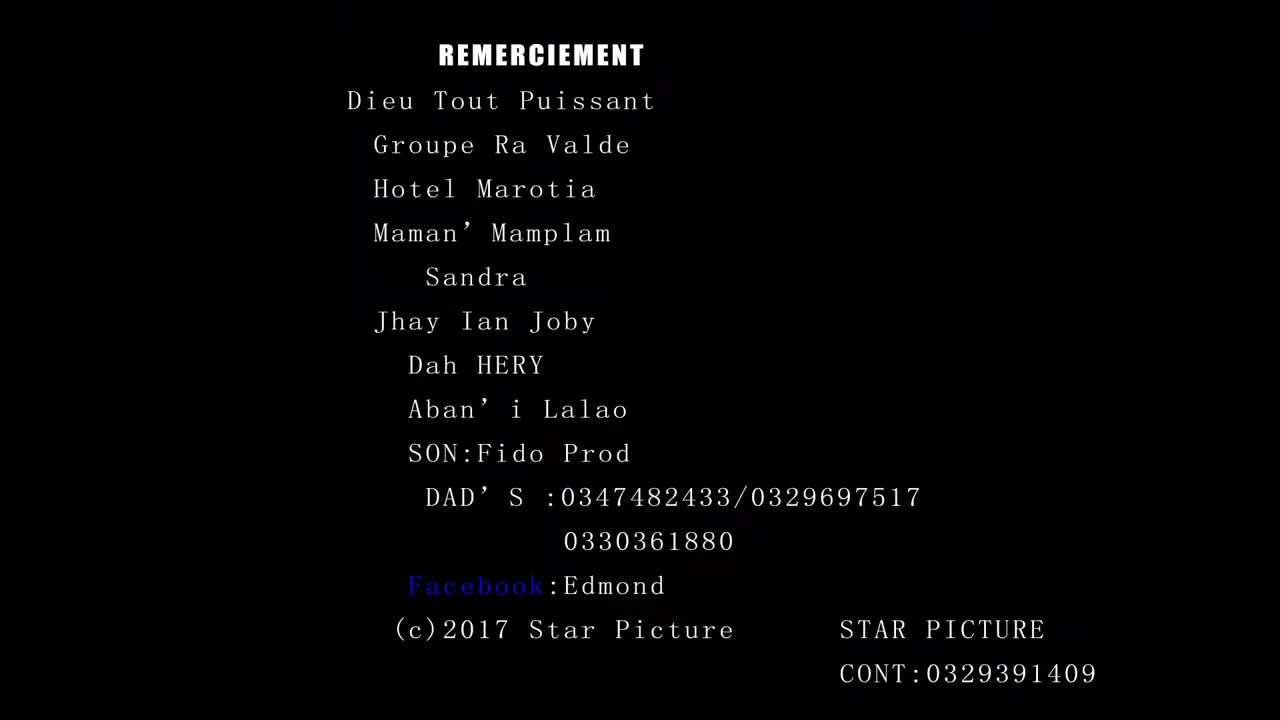 REMERCIEMENT
Dieu Tout Puissant
Groupe Ra Valde
Hotel Marotia
Maman’ Mamplam
Sandra
Jhay Ian Joby
Dah HERY
Aban’ i Lalao
SON:Fido Prod
DAD’ S :0347482433/0329697517
0330361880
Facebook:Edmond
(c)2017 Star Picture
STAR PICTURE
CONT:0329391409